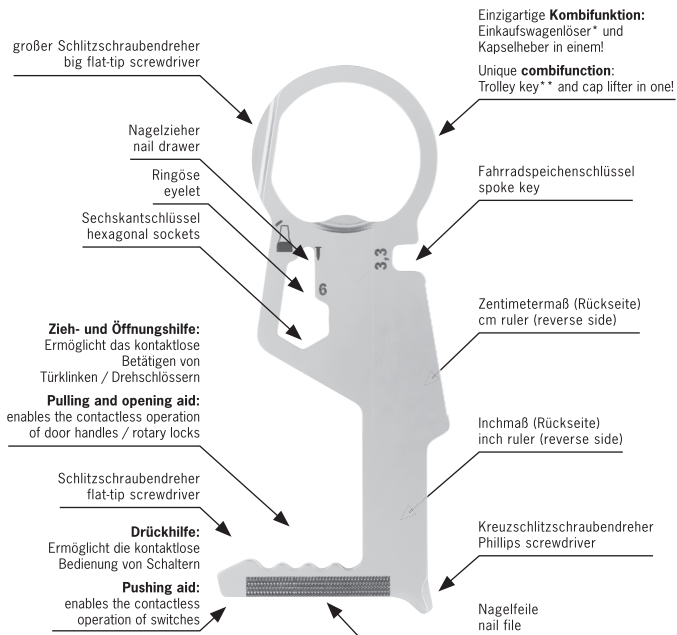 großer Schlitzschraubendreher
big flat-tip screwdriver
Nagelzieher
nail drawer
Ringöse
eyelet
Sechskantschlüssel
hexagonal sockets
Zieh- und Öffnungshilfe:
Ermöglicht das kontaktlose
Betätigen von
Türklinken / Drehschlössern
Pulling and opening aid:
enables the contactless operation
of door handles / rotary locks
Schlitzschraubendreher
flat-tip screwdriver
Drückhilfe:
Ermöglicht die kontaktlose
Bedienung von Schaltern
Pushing aid:
enables the contactless
operation of switches
6
3,3
Einzigartige Kombifunktion:
Einkaufswagenlöser* und
Kapselheber in einem!
Unique combifunction:
Trolley key** and cap lifter in one!
Fahrradspeichenschlüssel
spoke key
Zentimetermaß (Rückseite)
cm ruler (reverse side)
Inchmaß (Rückseite)
inch ruler (reverse side)
Kreuzschlitzschraubendreher
Phillips screwdriver
Nagelfeile
nail file